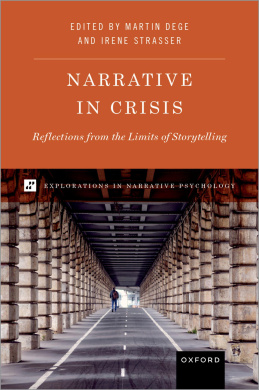 EDITED BY MARTIN DEGE
AND IRENE STRASSER
NARRATIVE
IN CRISIS
Reflections from the Limits of Storytelling
EXPLORATIONS IN NARRATIVE PSYCHOLOGY
OXFORD